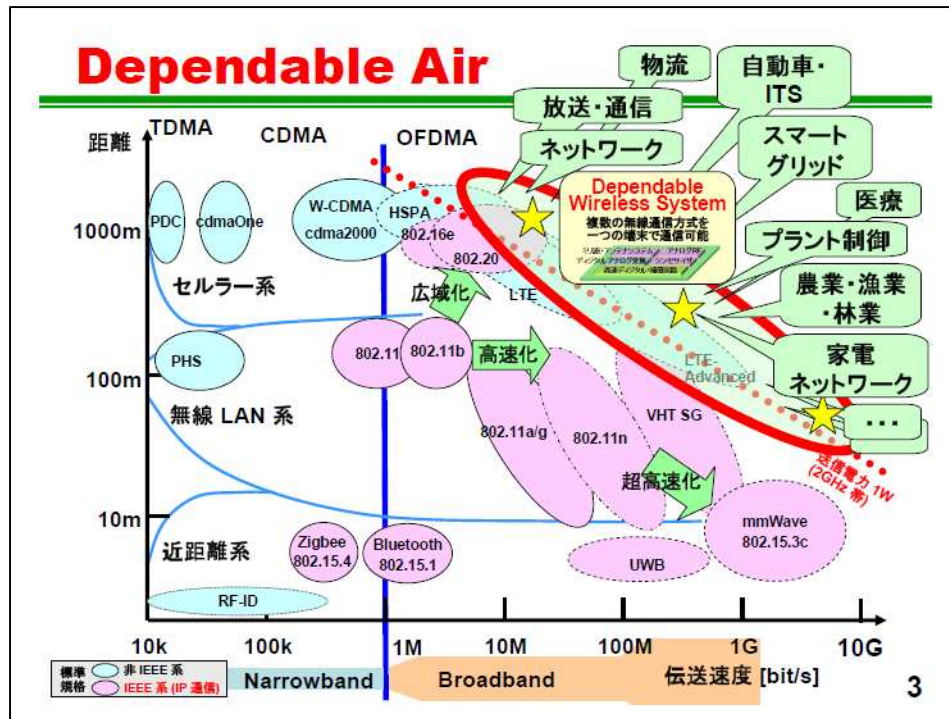 Dependable Air
物流
自動車・
ITS
放送・通信
ネットワーク
スマート
グリッド
医療
プラント制御
農業・漁業
・林業
家電
ネットワーク
・・・
TDMA
CDMA
OFDMA
距離
1000m
100m
10m
PDC
cdmaOne
W-CDMA
cdma2000
HSPA
802.16e
802.20
LTE
Dependable
Wireless System
複数の無線通信方式を
一つの端末で通信可能
セルラー系
広域化
PHS
802.11
802.11b
高速化
LTE-
Advanced
無線 LAN 系
802.11a/g
802.11n
VHT SG
超高速化
送信電力 1W
(2GHz 帯)
近距離系
Zigbee
802.15.4
Bluetooth
802.15.1
UWB
mmWave
802.15.3c
RF-ID
10k
100k
1M
10M
100M
1G
10G
標準
規格
非 IEEE 系
IEEE 系 (IP 通信)
Narrowband
Broadband
伝送速度 [bit/s]
3